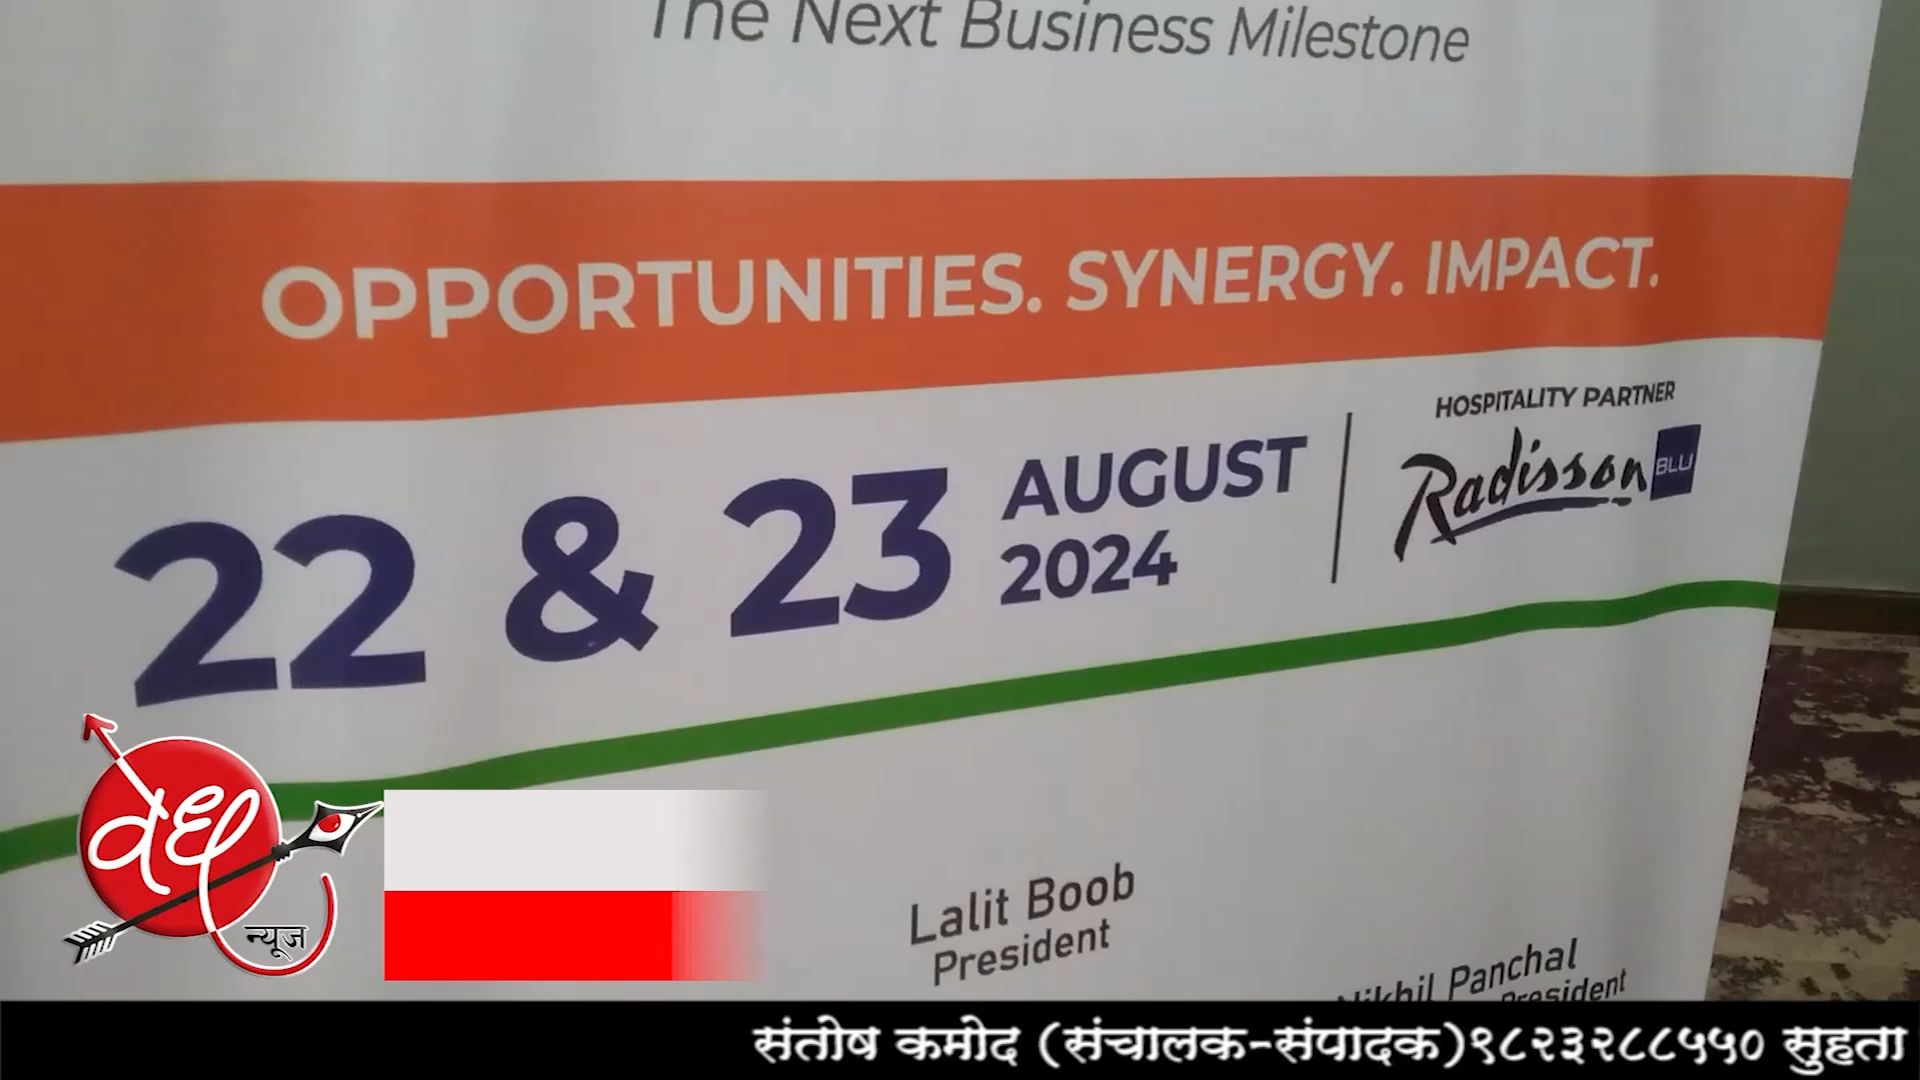 The Next Business Milestone
OPPORTUNITIES. SYNERGY. IMPACT.
22 & 23 AUGUST 2024
HOSPITALITY PARTNER
Radisson BLU
Lalit Boob
President
Nikhil Panchal
President
न्यूज
संतोष कमोद (संचालक-संपादक)९८२३२८८५५० सुहता